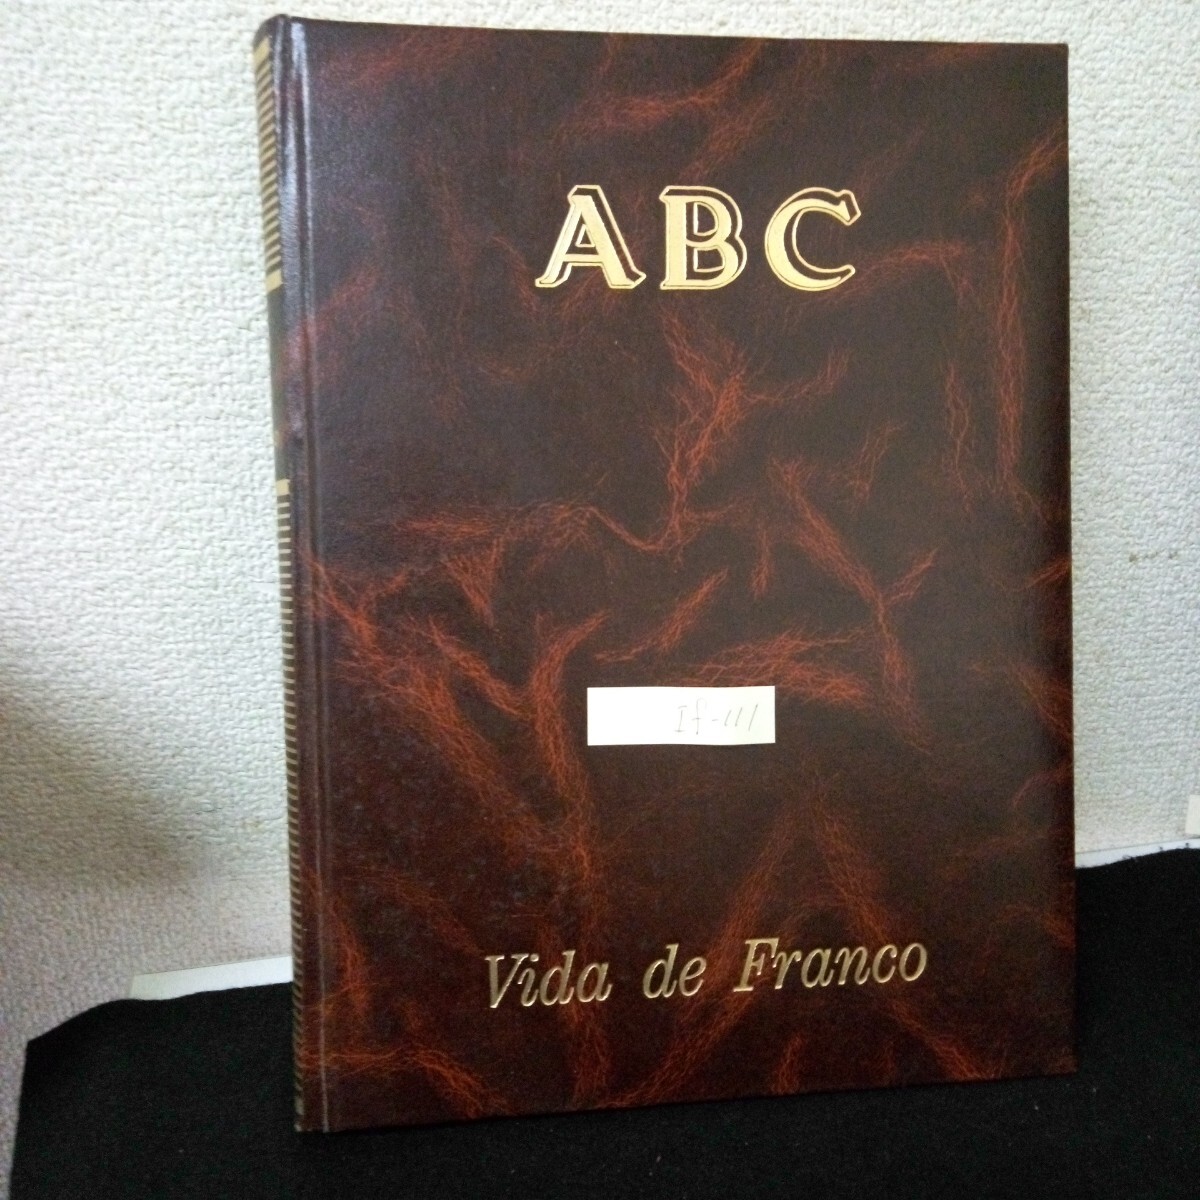 ABC
If-111
Vida de Franco